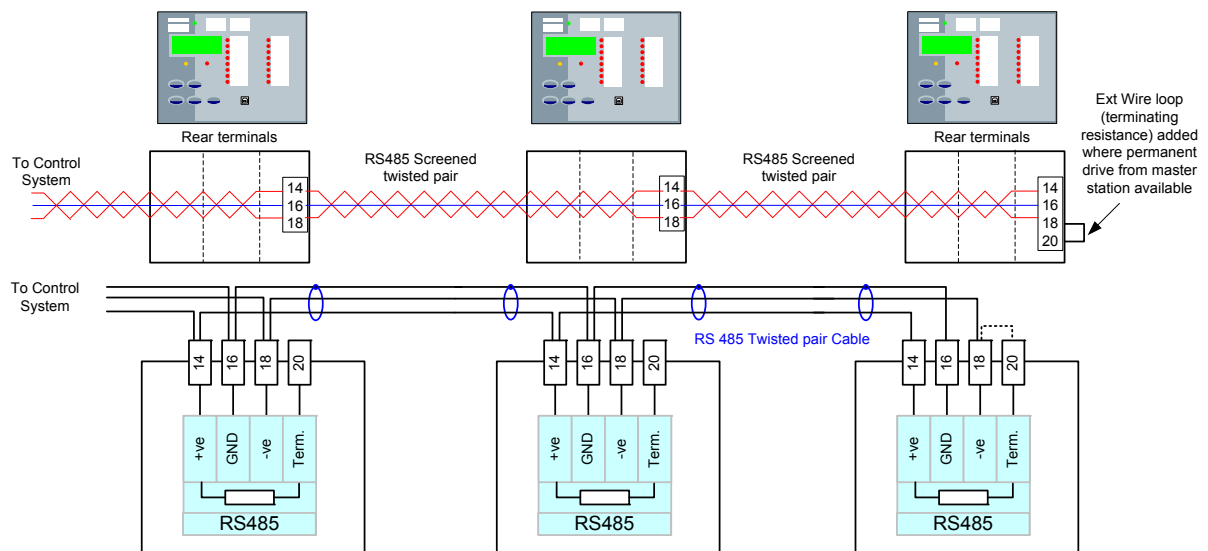 Rear terminals
Rear terminals
Ext Wire loop
(terminating
resistance) added
where permanent
drive from master
station available
To Control
System
RS485 Screened
twisted pair
RS485 Screened
twisted pair
14
16
18
14
16
18
14
16
18
20
To Control
System
RS 485 Twisted pair Cable
14
16
18
20
14
16
18
20
14
16
18
20
+ve
GND
-ve
Term.
+ve
GND
-ve
Term.
+ve
GND
-ve
Term.
RS485
RS485
RS485